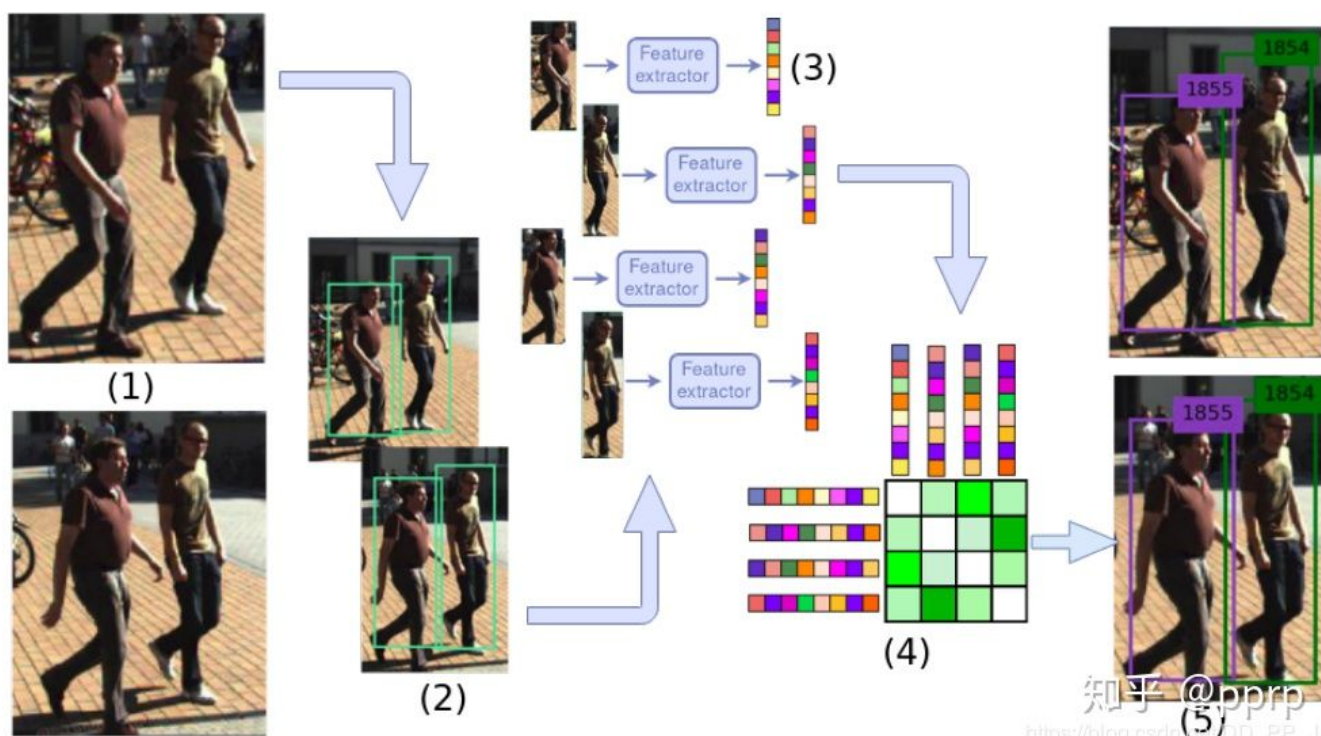 (1)
(2)
Feature
extractor
(3)
Feature
extractor
Feature
extractor
Feature
extractor
(4)
1854
1855
1854
1855
(5)
知乎 @pprp